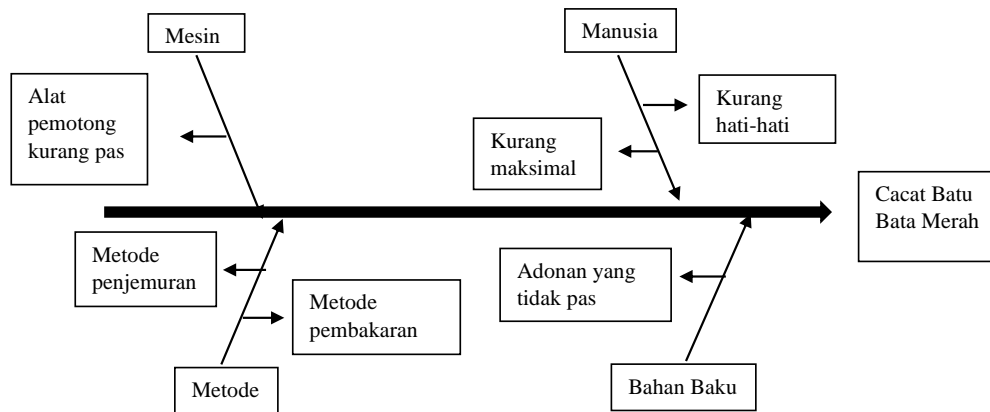 Mesin
Manusia
Alat
pemotong
kurang pas
Kurang
hati-hati
Kurang
maksimal
Cacat Batu
Bata Merah
Metode
penjemuran
Adonan yang
tidak pas
Metode
pembakaran
Metode
Bahan Baku